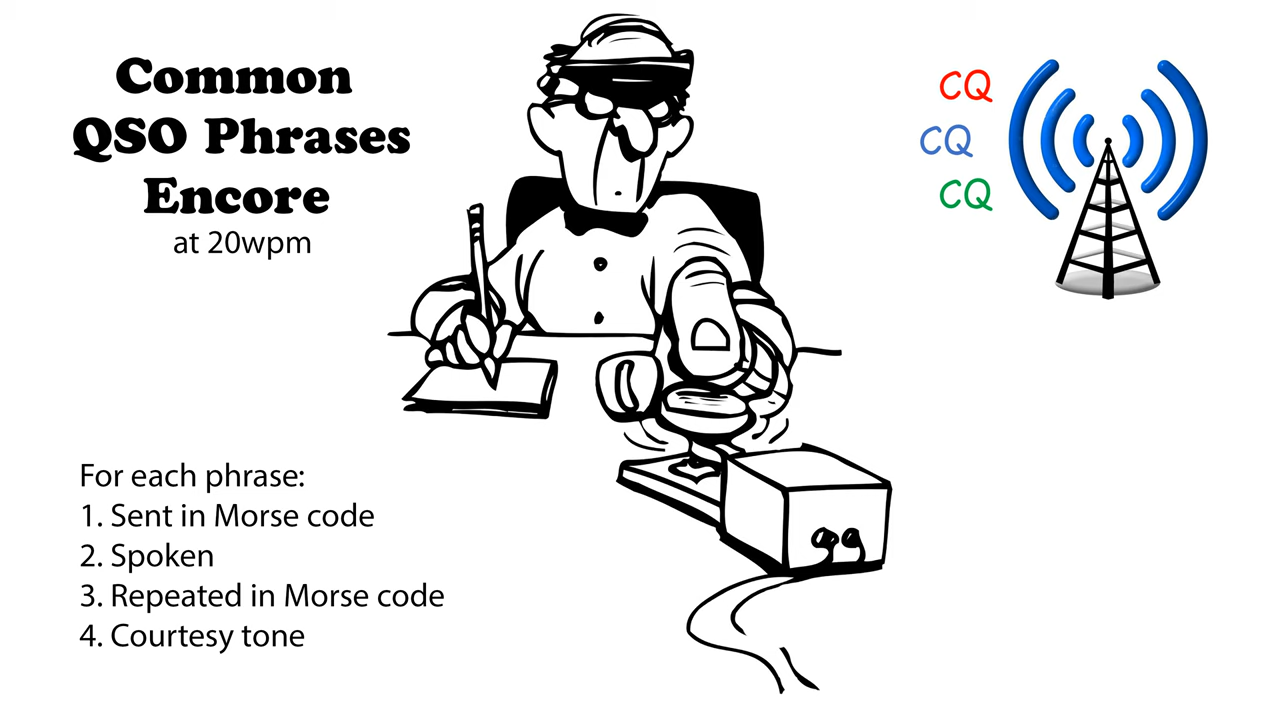 Common
QSO Phrases
Encore
at 20wpm
CQ
CQ
CQ
For each phrase:
1. Sent in Morse code
2. Spoken
3. Repeated in Morse code
4. Courtesy tone